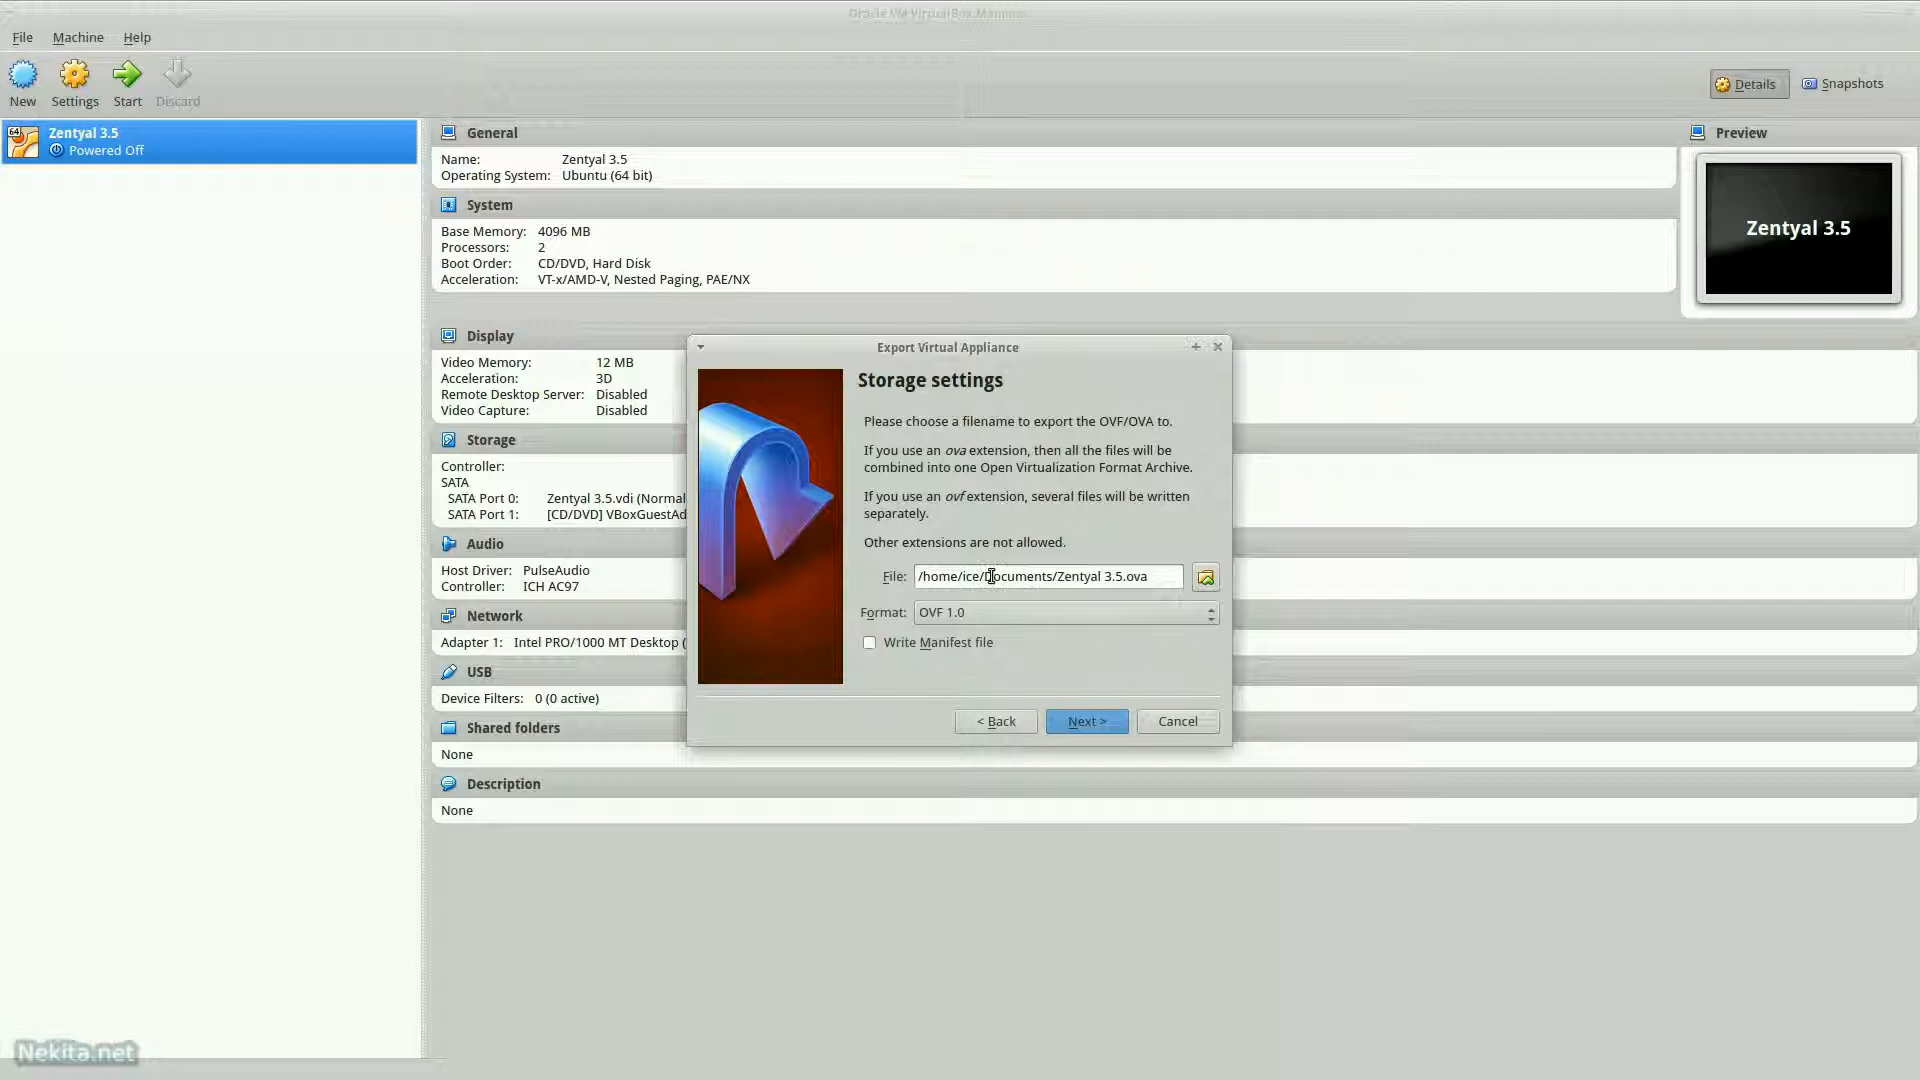 Oracle VM VirtualBox Manager
File Machine Help
New Settings Start Discard
Details Snapshots
64
Zentyal 3.5
Powered Off
General
Name: Zentyal 3.5
Operating System: Ubuntu (64 bit)
System
Base Memory: 4096 MB
Processors: 2
Boot Order: CD/DVD, Hard Disk
Acceleration: VT-x/AMD-V, Nested Paging, PAE/NX
Preview
Zentyal 3.5
Display
Video Memory: 12 MB
Acceleration: 3D
Remote Desktop Server: Disabled
Video Capture: Disabled
Storage
Controller:
SATA
SATA Port 0: Zentyal 3.5.vdi (Normal
SATA Port 1: [CD/DVD] VBoxGuestAd
Audio
Host Driver: PulseAudio
Controller: ICH AC97
Network
Adapter 1: Intel PRO/1000 MT Desktop (
USB
Device Filters: 0 (0 active)
Shared folders
None
Description
None
Export Virtual Appliance
Storage settings
Please choose a filename to export the OVF/OVA to.
If you use an ova extension, then all the files will be
combined into one Open Virtualization Format Archive.
If you use an ovf extension, several files will be written
separately.
Other extensions are not allowed.
File: /home/ice/Documents/Zentyal 3.5.ova
Format: OVF 1.0
Write Manifest file
< Back Next > Cancel
Nekita.net